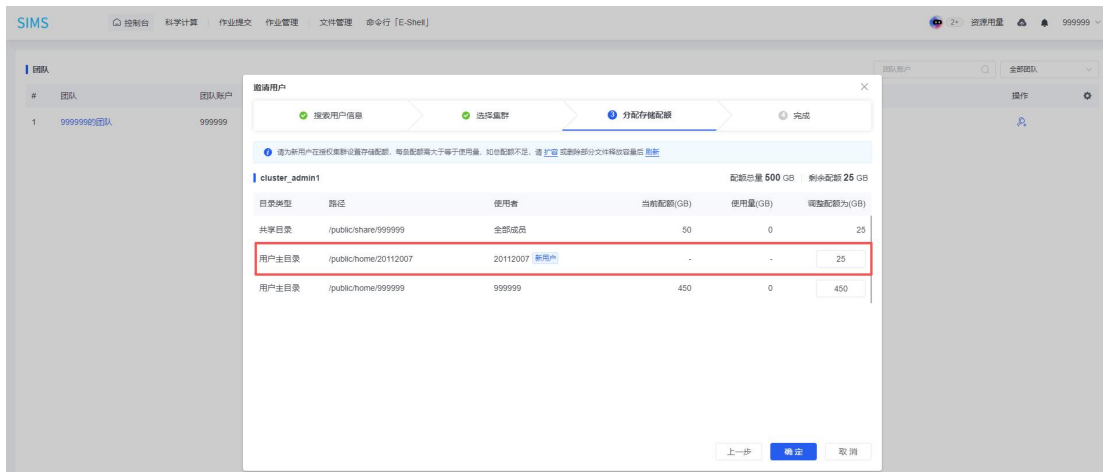 SIMS 控制台 科学计算 作业提交 作业管理 文件管理 命令行「E-Shell」 2+ 资源用量 999999
团队 团队账户 全部团队
# 团队 团队账户 操作
1 999999的团队 999999
邀请用户
搜索用户信息 选择集群 3 分配存储配额 4 完成
请为新用户在授权集群设置存储配额，每条配额需大于等于使用量，如总配额不足，请 扩容 或删除部分文件释放容量后 刷新
cluster_admin1 配额总量 500 GB 剩余配额 25 GB
目录类型 路径 使用者 当前配额(GB) 使用量(GB) 调整配额为(GB)
共享目录 /public/share/999999 全部成员 50 0 25
用户主目录 /public/home/20112007 20112007 新用户 - - 25
用户主目录 /public/home/999999 999999 450 0 450
上一步 确定 取消